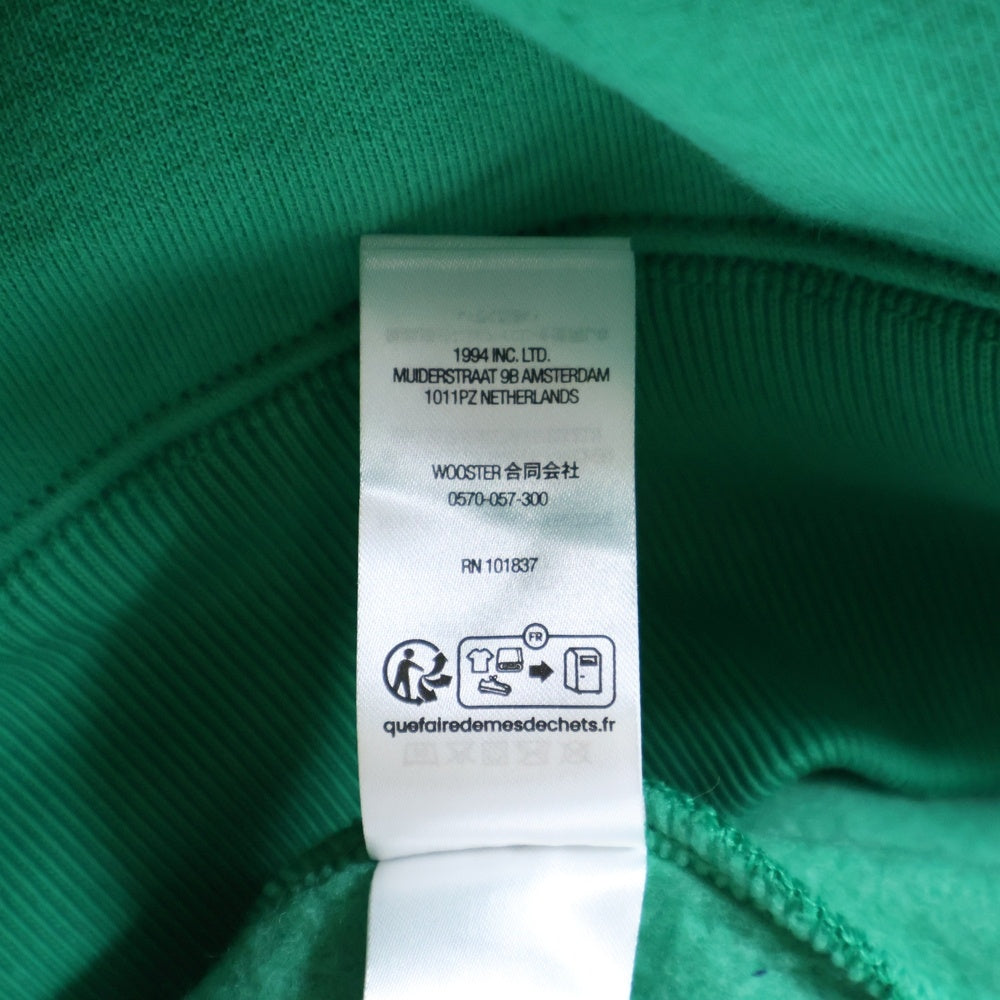 1994 INC. LTD.
MUIDERSTRAAT 9B AMSTERDAM
1011PZ NETHERLANDS
WOOSTER 合同会社
0570-057-300
RN 101837
FR
quefairedemesdechets.fr